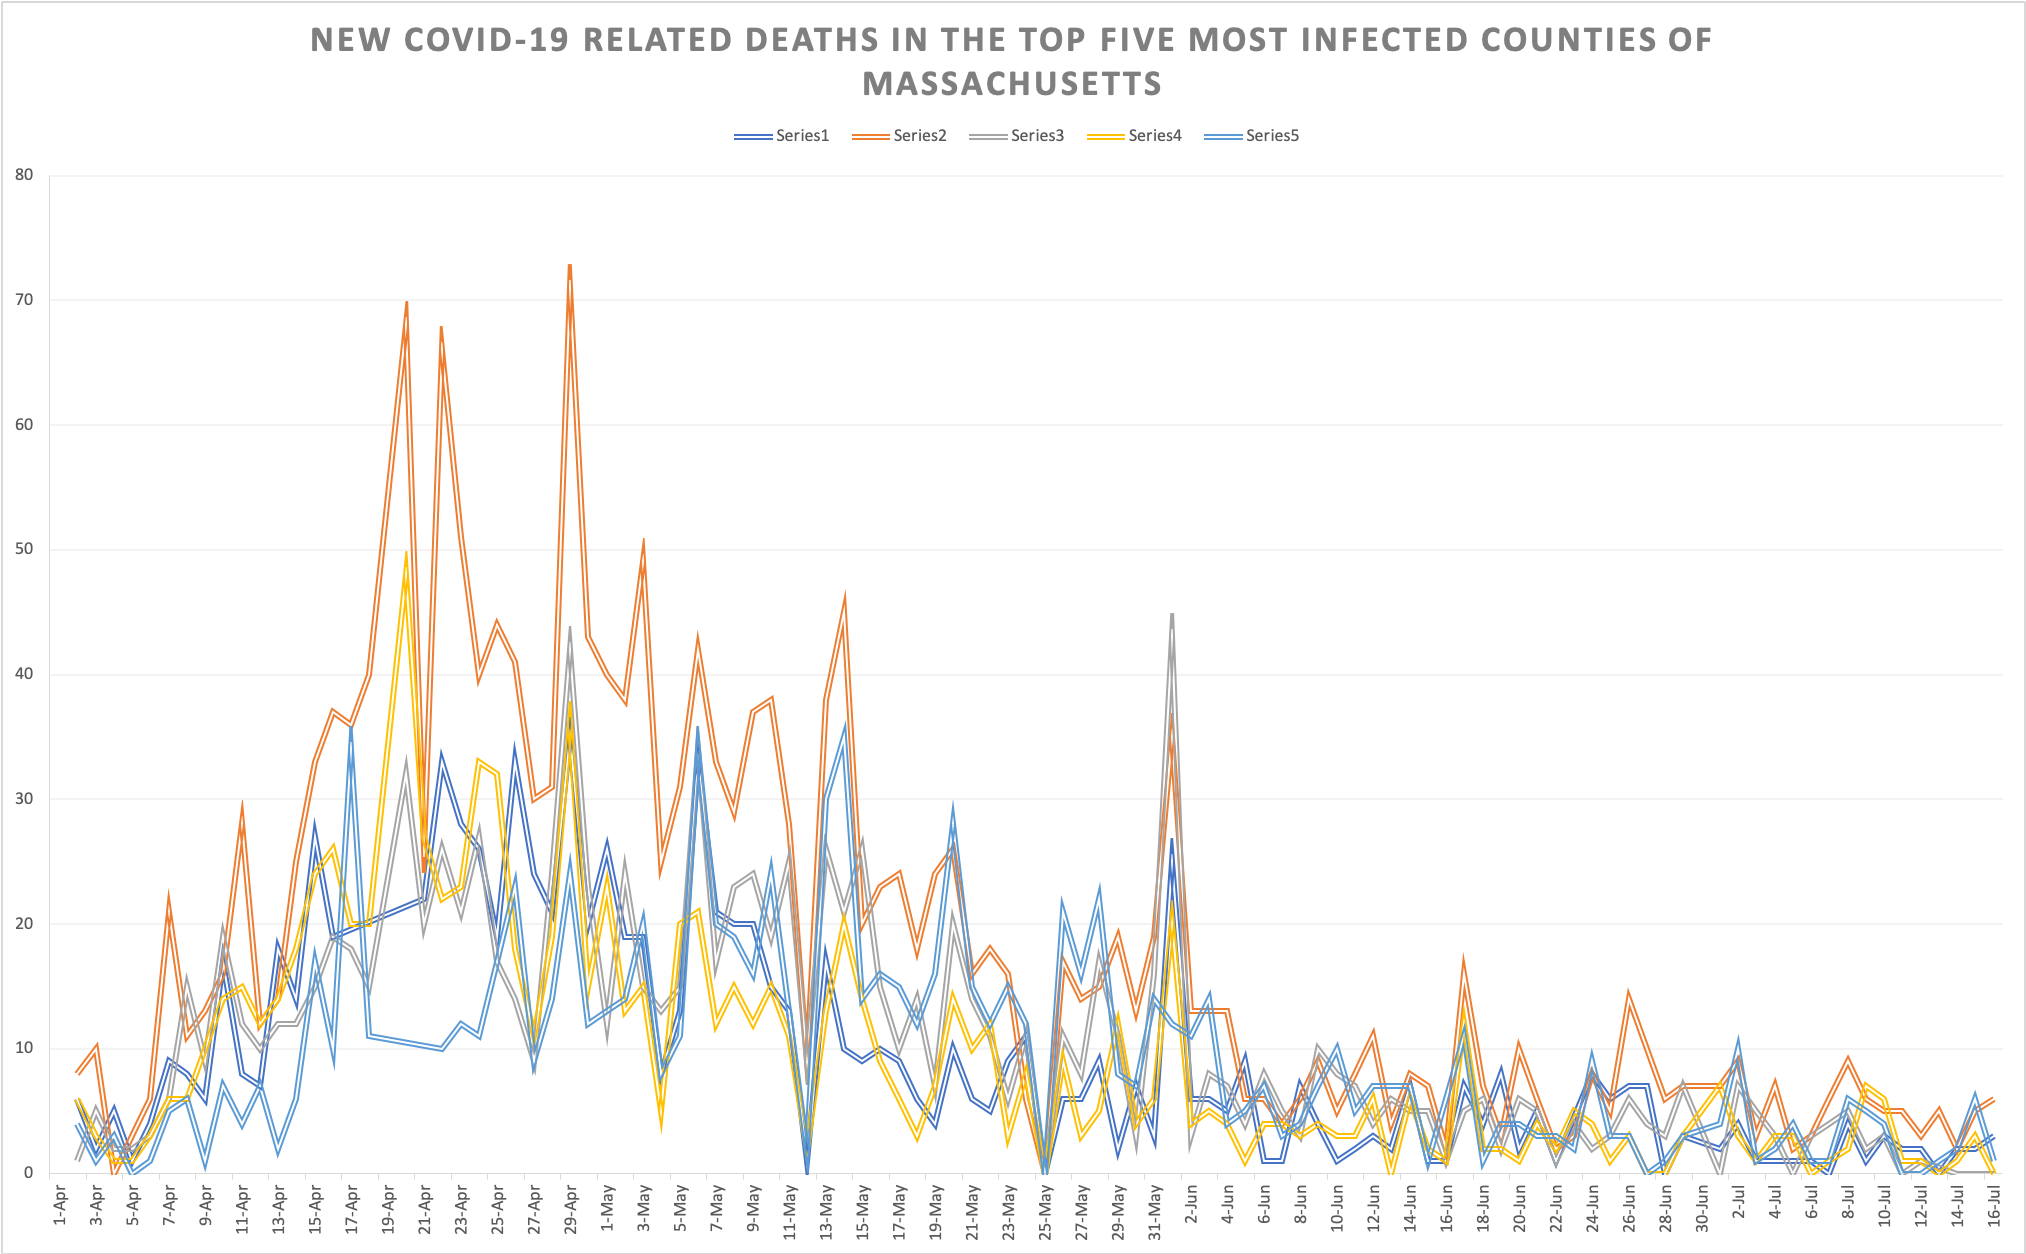 NEW COVID-19 RELATED DEATHS IN THE TOP FIVE MOST INFECTED COUNTIES OF
MASSACHUSETTS
Series1 Series2 Series3 Series4 Series5
80
70
60
50
40
30
20
10
0
1-Apr 3-Apr 5-Apr 7-Apr 9-Apr 11-Apr 13-Apr 15-Apr 17-Apr 19-Apr 21-Apr 23-Apr 25-Apr 27-Apr 29-Apr 1-May 3-May 5-May 7-May 9-May 11-May 13-May 15-May 17-May 19-May 21-May 23-May 25-May 27-May 29-May 31-May 2-Jun 4-Jun 6-Jun 8-Jun 10-Jun 12-Jun 14-Jun 16-Jun 18-Jun 20-Jun 22-Jun 24-Jun 26-Jun 28-Jun 30-Jun 2-Jul 4-Jul 6-Jul 8-Jul 10-Jul 12-Jul 14-Jul 16-Jul